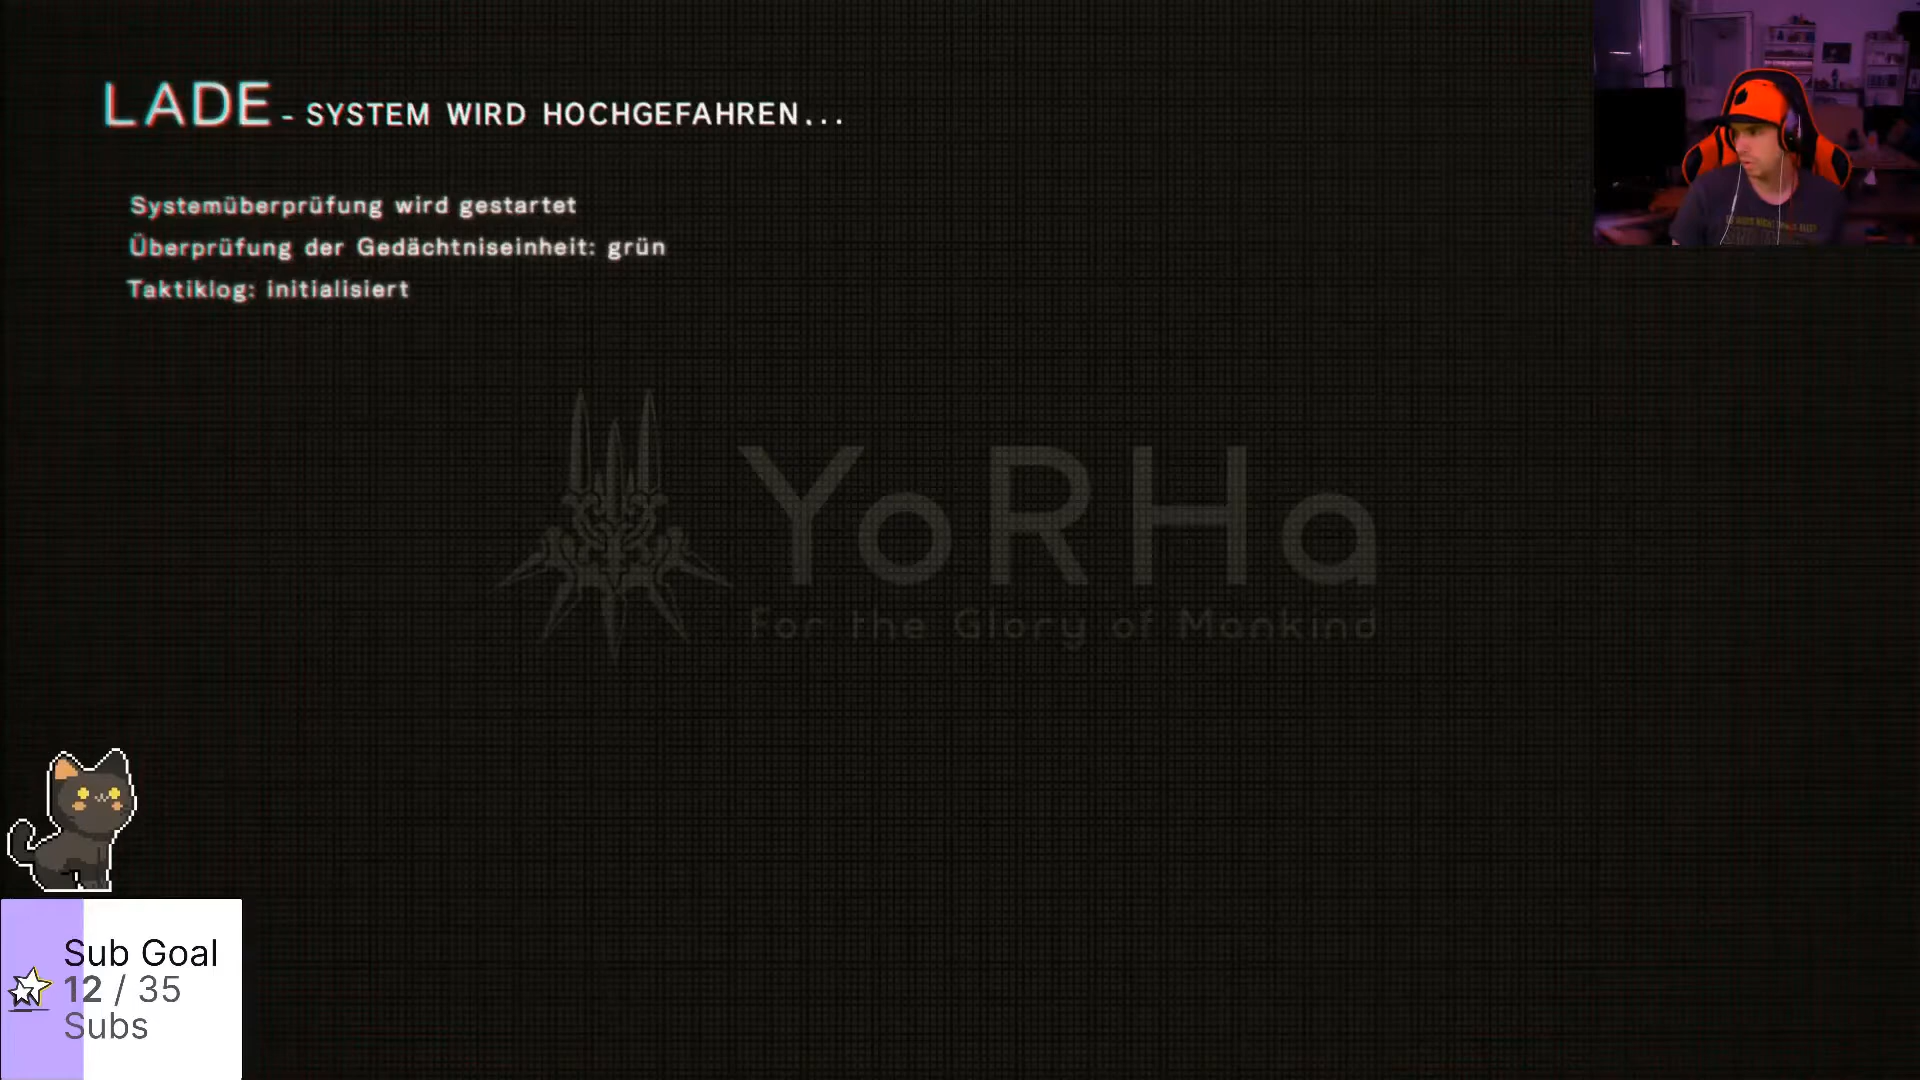 LADE - SYSTEM WIRD HOCHGEFAHREN...
Systemüberprüfung wird gestartet
Überprüfung der Gedächtniseinheit: grün
Taktiklog: initialisiert
YoRHa
For the Glory of Mankind
Sub Goal
12 / 35
Subs